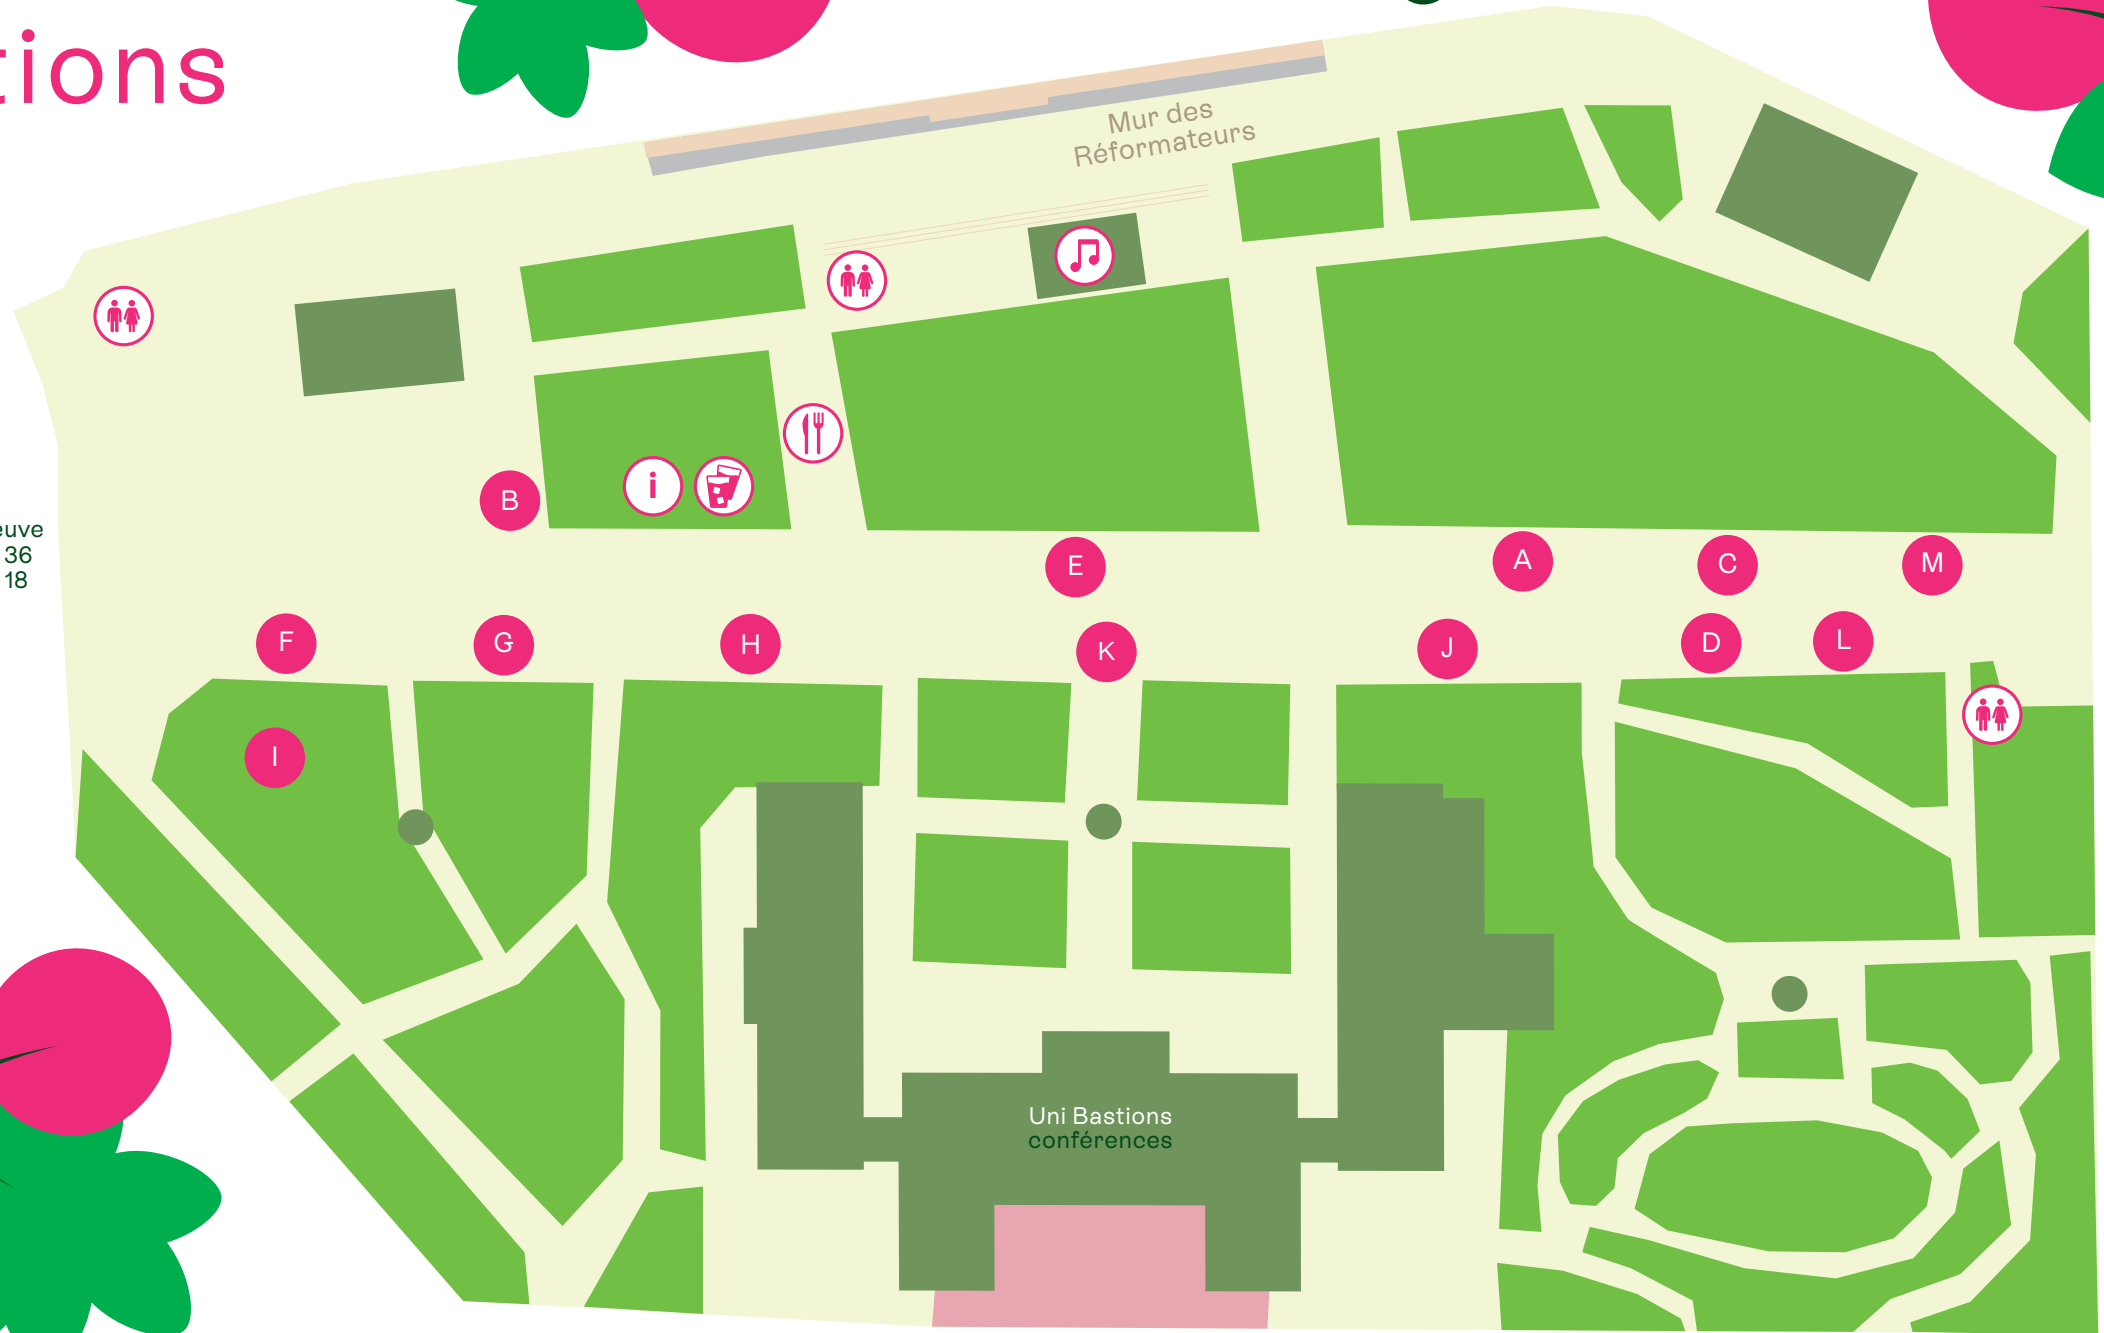 tions
Mur des
Réformateurs
B
i
euve
36
18
E
A
C
M
F
G
H
K
J
D
L
I
Uni Bastions
conférences